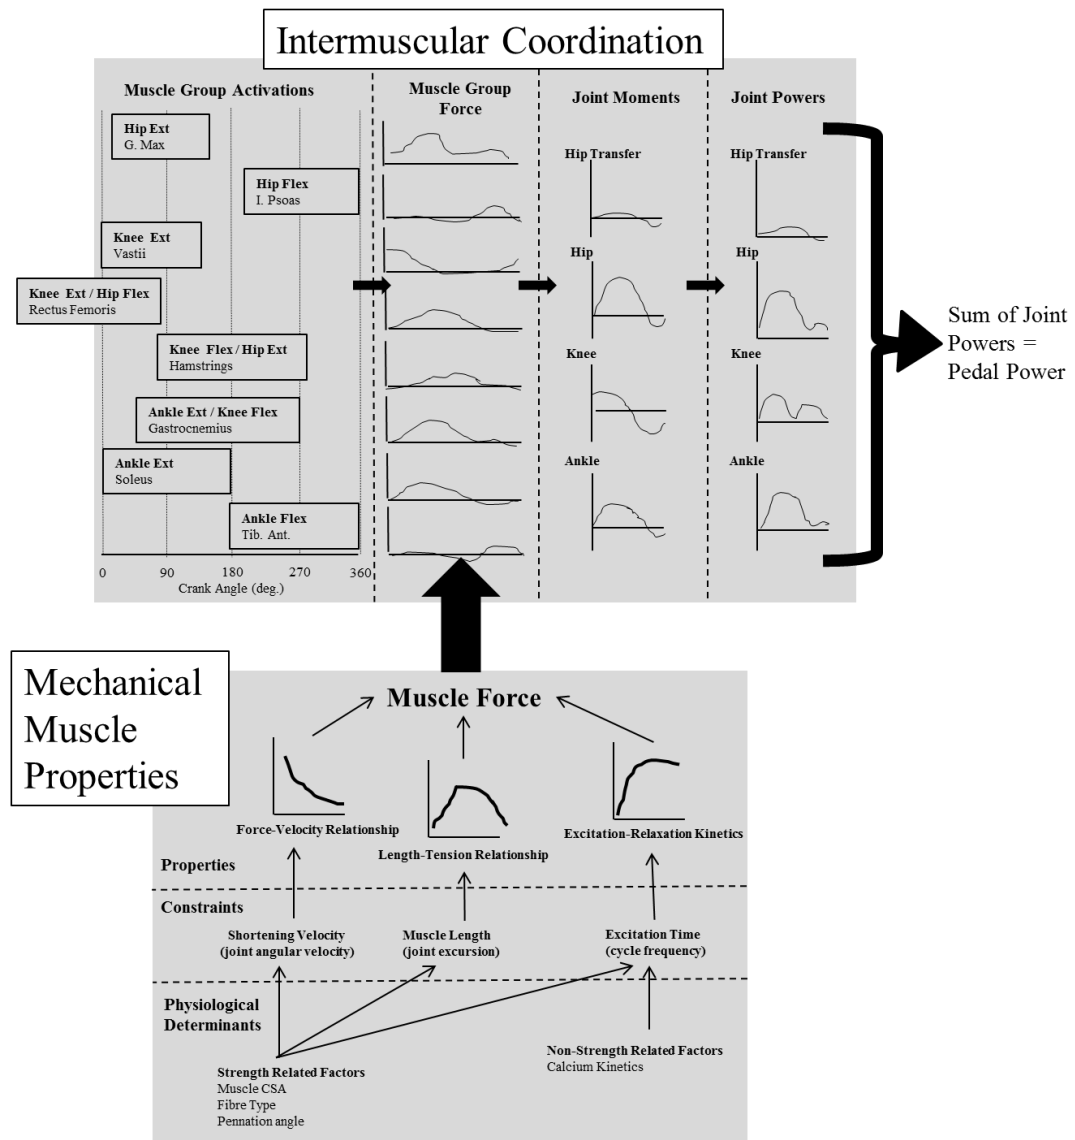 Intermuscular Coordination
Muscle Group Activations
Hip Ext
G. Max
Hip Flex
I. Psoas
Knee Ext
Vastii
Knee Ext / Hip Flex
Rectus Femoris
Knee Flex / Hip Ext
Hamstrings
Ankle Ext / Knee Flex
Gastrocnemius
Ankle Ext
Soleus
Ankle Flex
Tib. Ant.
0 90 180 270 360
Crank Angle (deg.)
Muscle Group
Force
Joint Moments
Hip Transfer
Hip
Knee
Ankle
Joint Powers
Hip Transfer
Hip
Knee
Ankle
Sum of Joint
Powers =
Pedal Power
Mechanical
Muscle
Properties
Muscle Force
Force-Velocity Relationship
Length-Tension Relationship
Excitation-Relaxation Kinetics
Properties
Constraints
Shortening Velocity
(joint angular velocity)
Muscle Length
(joint excursion)
Excitation Time
(cycle frequency)
Physiological
Determinants
Strength Related Factors
Muscle CSA
Fibre Type
Pennation angle
Non-Strength Related Factors
Calcium Kinetics